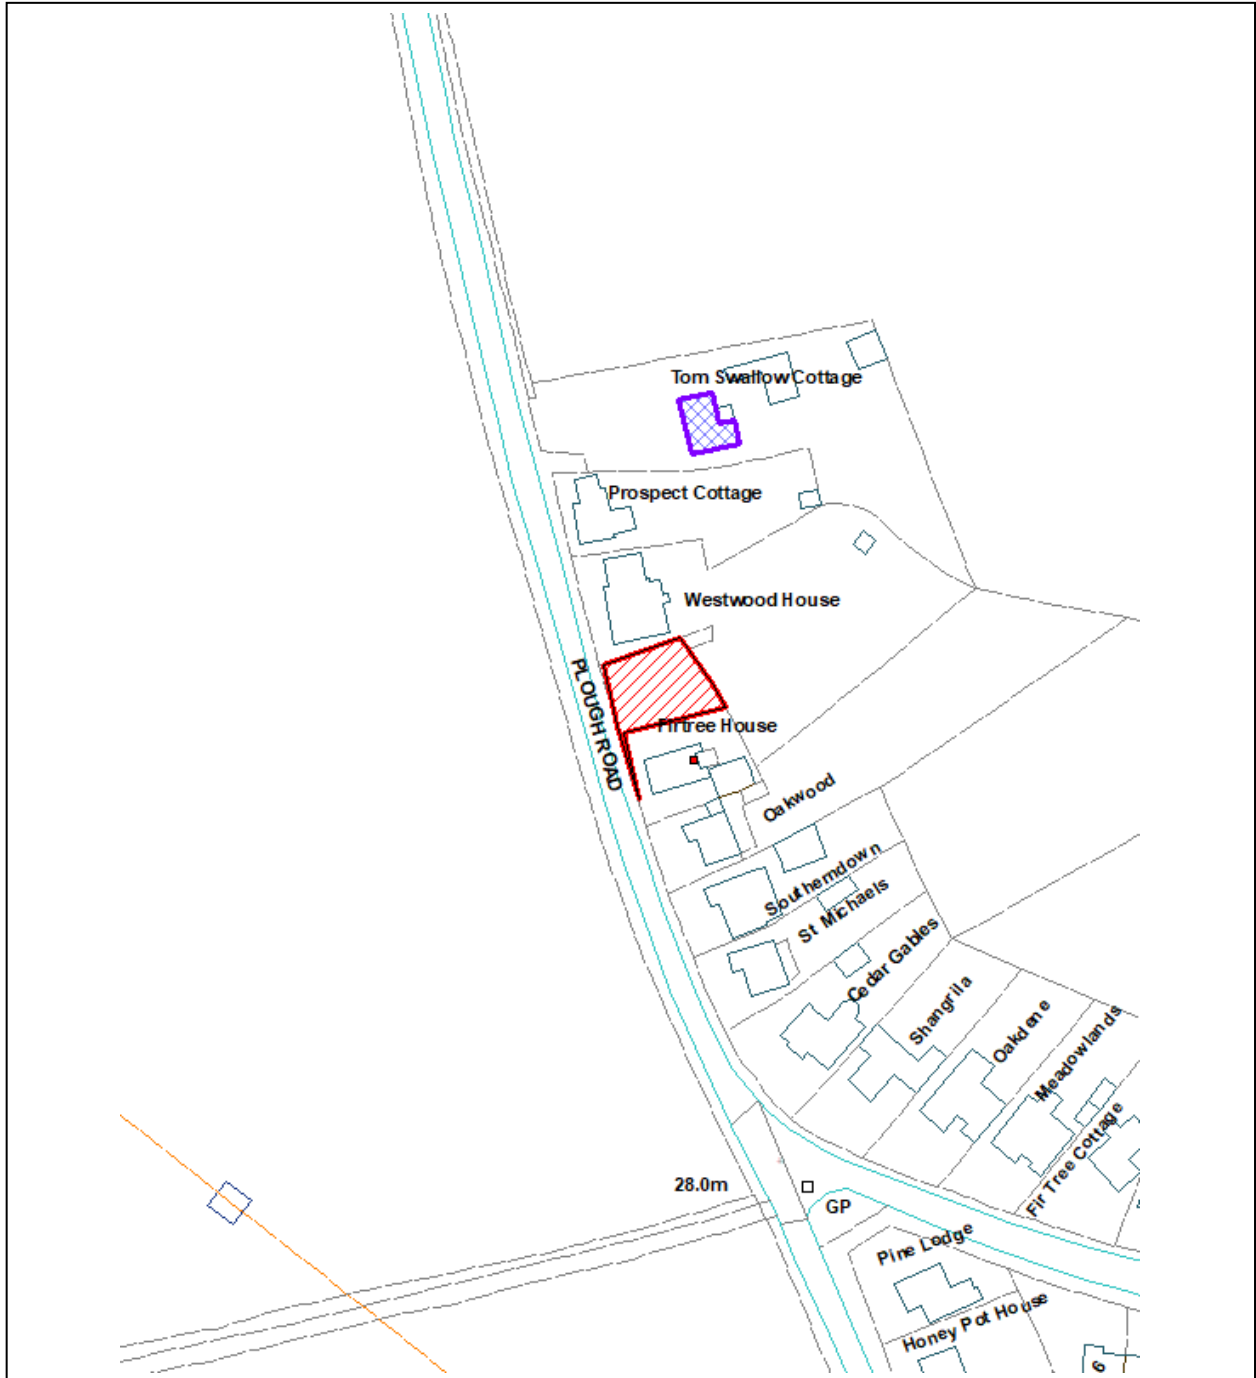 Tom Swallow Cottage
Prospect Cottage
Westwood House
PLOUGH ROAD
Firtree House
Oakwood
Southerndown
St Michaels
Cedar Gables
Shangrila
Oakdene
Meadowlands
Fir Tree Cottage
28.0m
GP
Pine Lodge
Honey Pot House
6